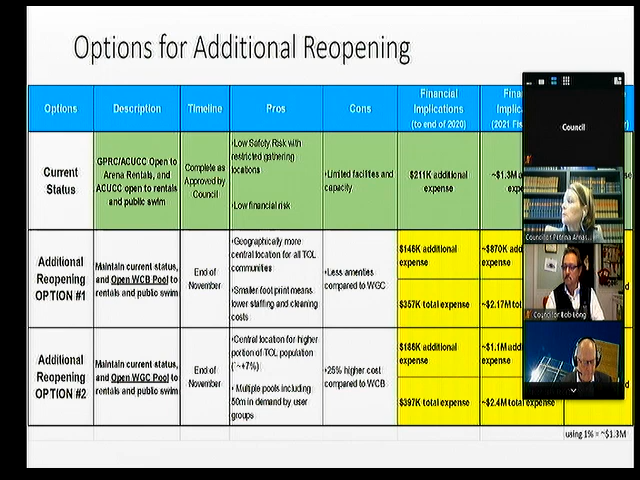 Options for Additional Reopening
Options
Description
Timeline
Pros
Cons
Financial
Implications
(to end of 2020)
Current
Status
GPRC/ACUCC Open to
Arena Rentals, and
ACUCC open to rentals
and public swim
Complete as
Approved by
Council
•Low Safety Risk with
restricted gathering
locations
•Low financial risk
•Limited facilities and
capacity
$211K additional
expense
~$1.3M
Additional
Reopening
OPTION #1
Maintain current status,
and Open WCB Pool to
rentals and public swim
End of
November
•Geographically more
central location for all TOL
communities
•Smaller foot print means
lower staffing and cleaning
costs
•Less amenities
compared to WGC
$146K additional
expense
$357K total expense
~$870K
expense
~$2.17M
Additional
Reopening
OPTION #2
Maintain current status,
and Open WGC Pool to
rentals and public swim
End of
November
•Central location for higher
portion of TOL population
(~+7%)
• Multiple pools including
50m in demand by user
groups
•25% higher cost
compared to WCB
$186K additional
expense
$397K total expense
~$1.1M
expense
~$2.4M total expense
using 1% = ~$1.3M
Council
Councillor Petrina
Councillor Bob Long